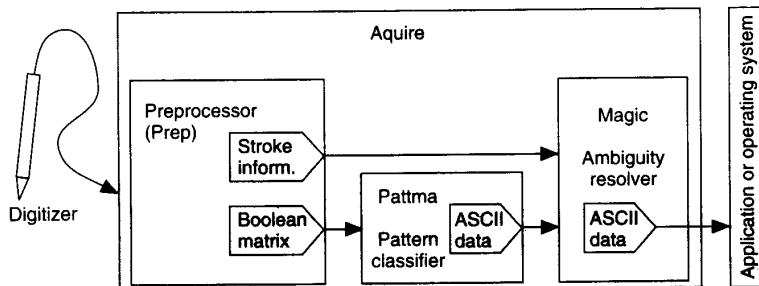 Aquire
Preprocessor
(Prep)
Stroke
inform.
Boolean
matrix
Digitizer
Pattma
Pattern
classifier
ASCII
data
Magic
Ambiguity
resolver
ASCII
data
Application or operating system